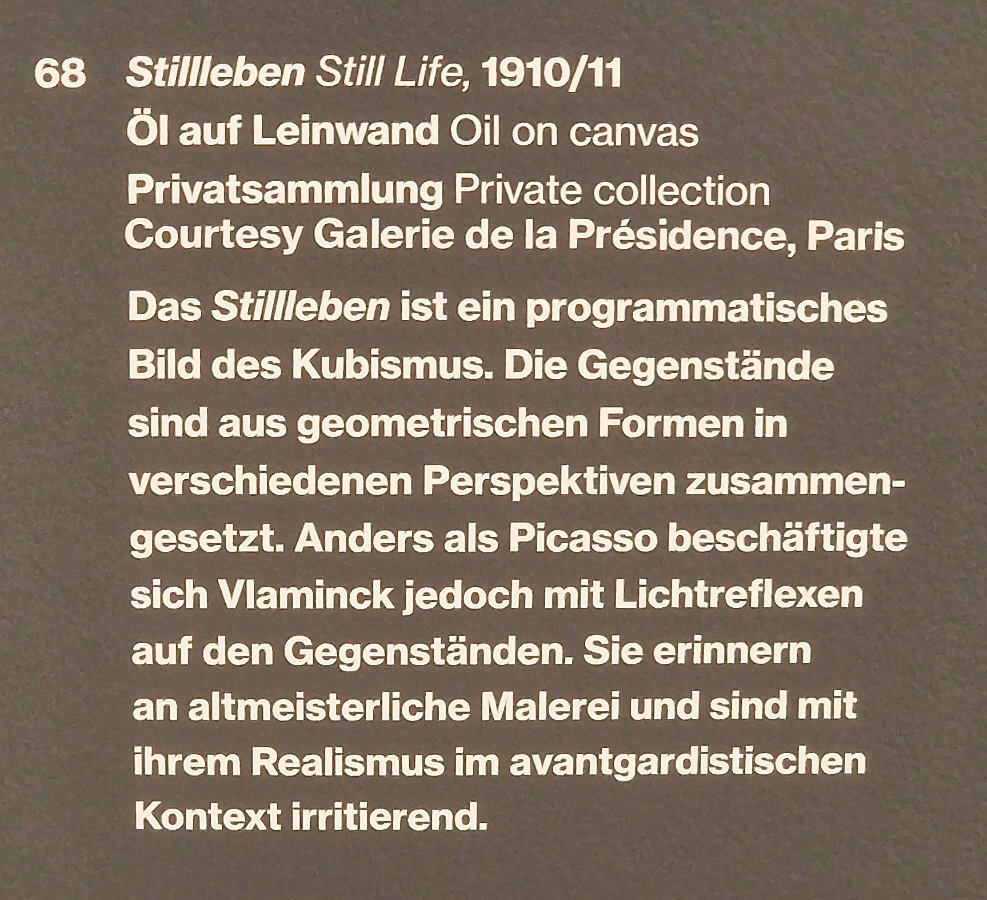 68 Stillleben Still Life, 1910/11
Öl auf Leinwand Oil on canvas
Privatsammlung Private collection
Courtesy Galerie de la Présidence, Paris
Das Stillleben ist ein programmatisches
Bild des Kubismus. Die Gegenstände
sind aus geometrischen Formen in
verschiedenen Perspektiven zusammen-
gesetzt. Anders als Picasso beschäftigte
sich Vlaminck jedoch mit Lichtreflexen
auf den Gegenständen. Sie erinnern
an altmeisterliche Malerei und sind mit
ihrem Realismus im avantgardistischen
Kontext irritierend.